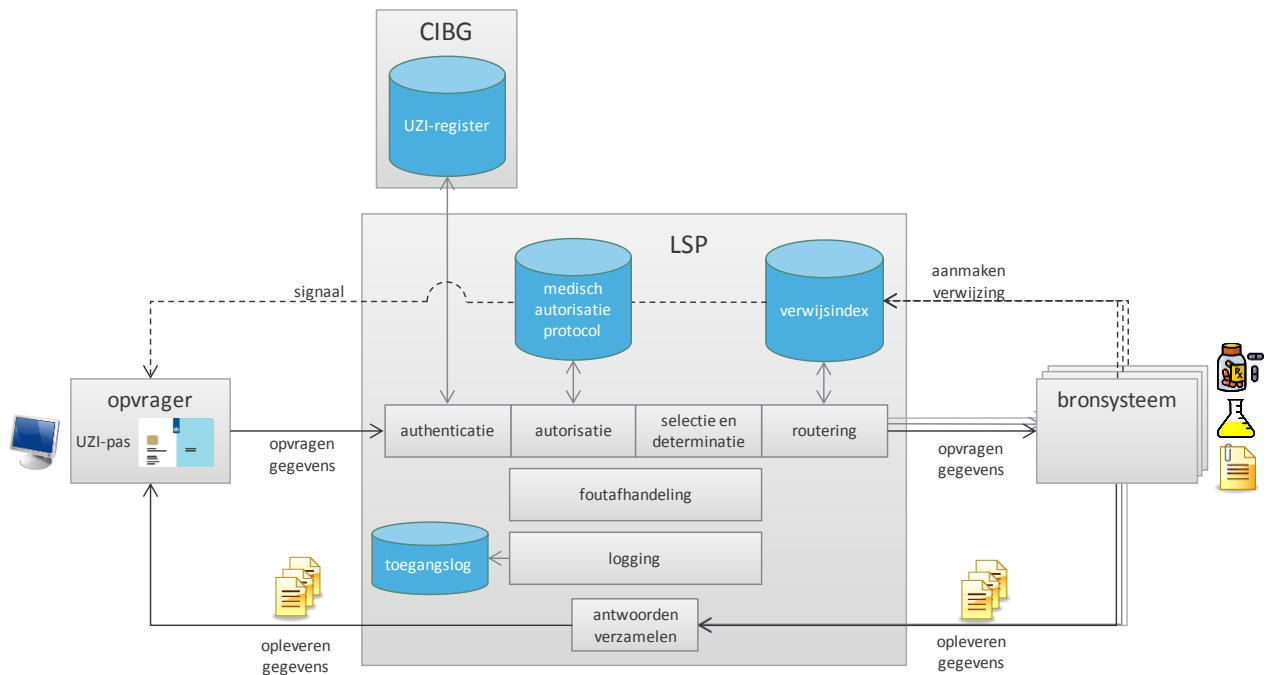 CIBG
UZI-register
LSP
medisch
autorisatie
protocol
verwijsindex
aanmaken
verwijzing
signaal
opvrager
UZI-pas
opvragen
gegevens
authenticatie
autorisatie
selectie en
determinatie
routering
opvragen
gegevens
bronsysteem
foutafhandeling
toegangslog
logging
antwoorden
verzamelen
opleveren
gegevens
opleveren
gegevens